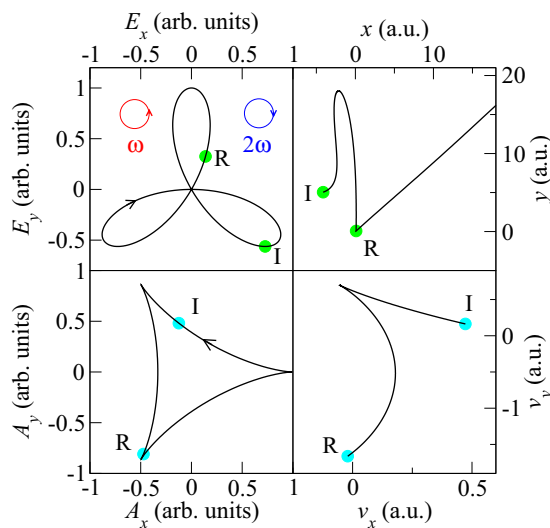 E_x (arb. units)
x (a.u.)
-1 -0.5 0 0.5 1
0 10
E_y (arb. units)
1
0.5
0
-0.5
ω
2ω
R
I
20
15
10
5
0
y (a.u.)
I
R
A_y (arb. units)
1
0.5
0
-0.5
-1
I
R
I
R
0
-1
v_y (a.u.)
-1 -0.5 0 0.5 1
0 0.5
A_x (arb. units)
v_x (a.u.)